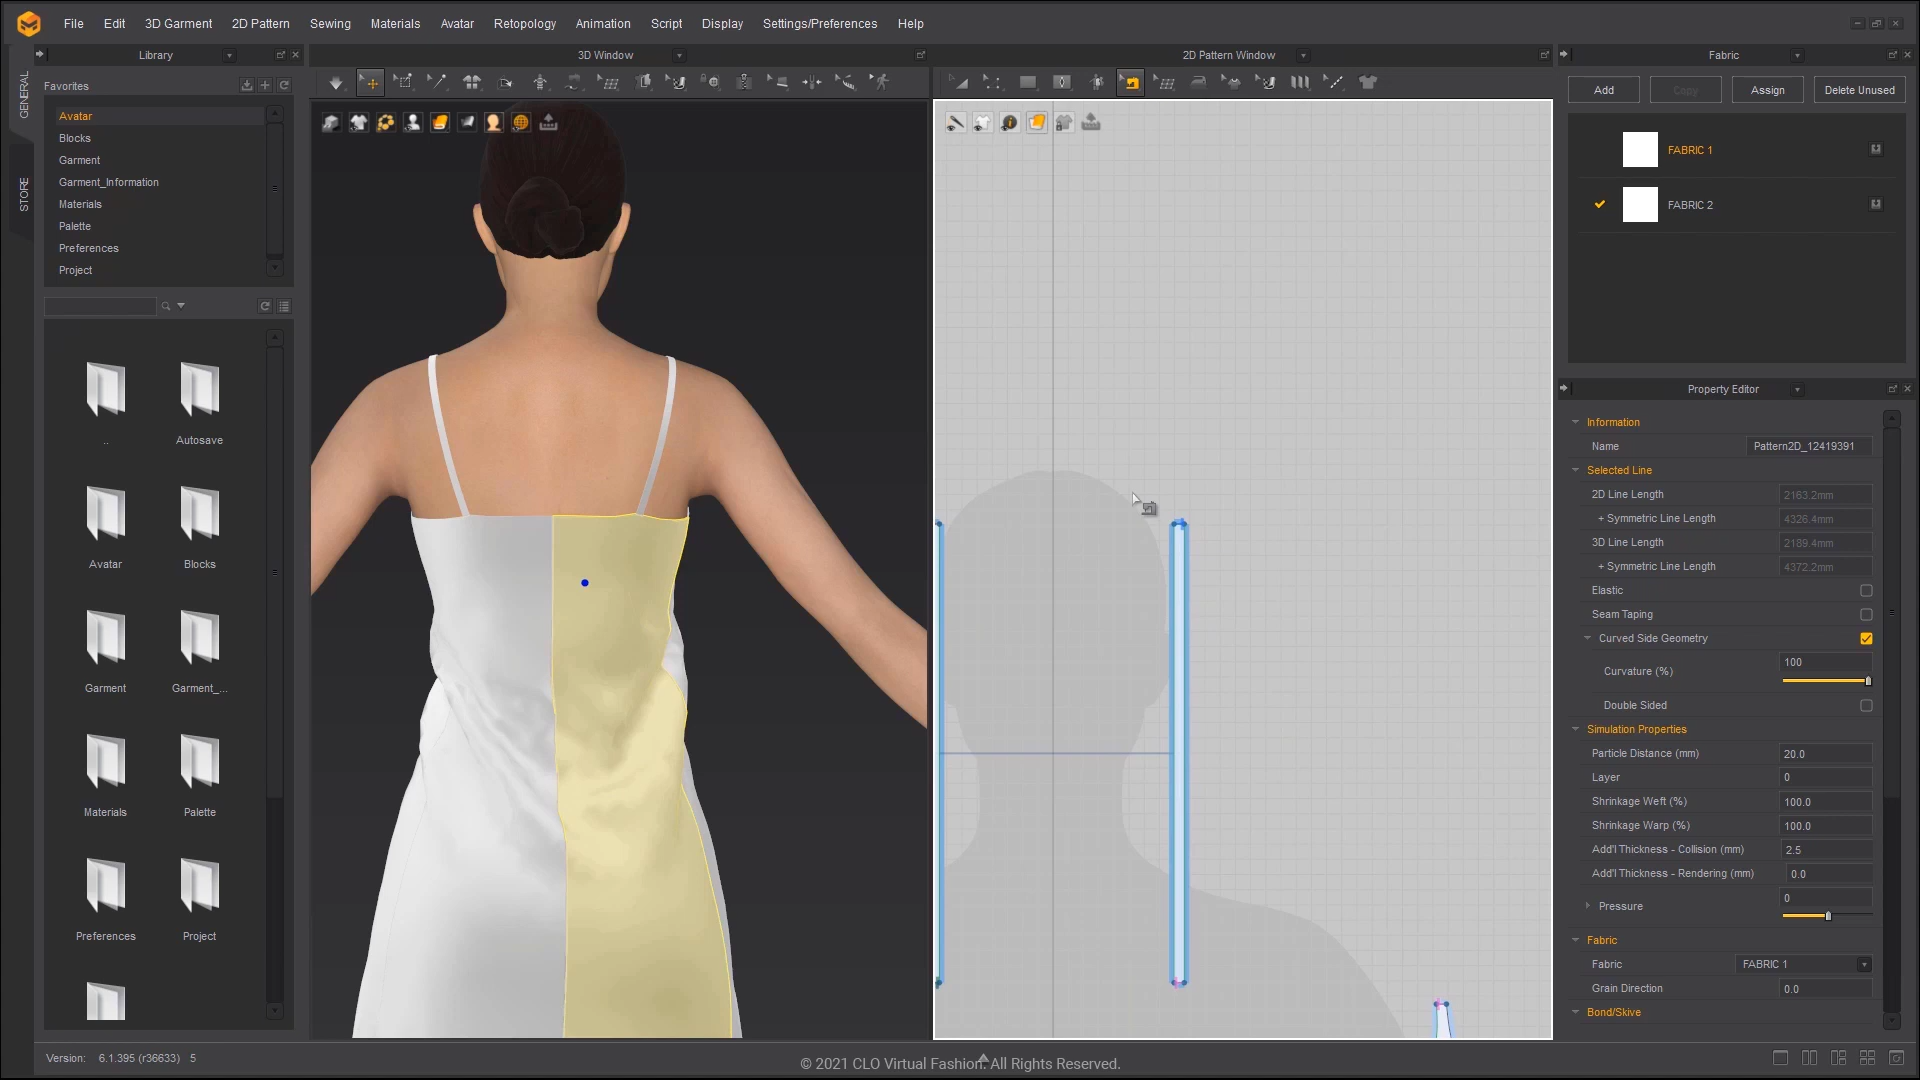 File Edit 3D Garment 2D Pattern Sewing Materials Avatar Retopology Animation Script Display Settings/Preferences Help
Library
3D Window
2D Pattern Window
Fabric
GENERAL
STORE
Favorites
Avatar
Blocks
Garment
Garment_Information
Materials
Palette
Preferences
Project
..
Autosave
Avatar
Blocks
Garment
Garment_...
Materials
Palette
Preferences
Project
Add Copy Assign Delete Unused
FABRIC 1
FABRIC 2
Property Editor
Information
Name Pattern2D_12419391
Selected Line
2D Line Length 2163.2mm
+ Symmetric Line Length 4326.4mm
3D Line Length 2189.4mm
+ Symmetric Line Length 4372.2mm
Elastic
Seam Taping
Curved Side Geometry
Curvature (%) 100
Double Sided
Simulation Properties
Particle Distance (mm) 20.0
Layer 0
Shrinkage Weft (%) 100.0
Shrinkage Warp (%) 100.0
Add'l Thickness - Collision (mm) 2.5
Add'l Thickness - Rendering (mm) 0.0
Pressure 0
Fabric
Fabric FABRIC 1
Grain Direction 0.0
Bond/Skive
Version: 6.1.395 (r36633) 5
© 2021 CLO Virtual Fashion. All Rights Reserved.